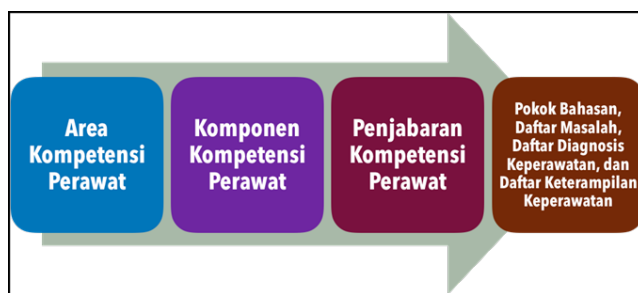 Area
Kompetensi
Perawat
Komponen
Kompetensi
Perawat
Penjabaran
Kompetensi
Perawat
Pokok Bahasan,
Daftar Masalah,
Daftar Diagnosis
Keperawatan, dan
Daftar Keterampilan
Keperawatan